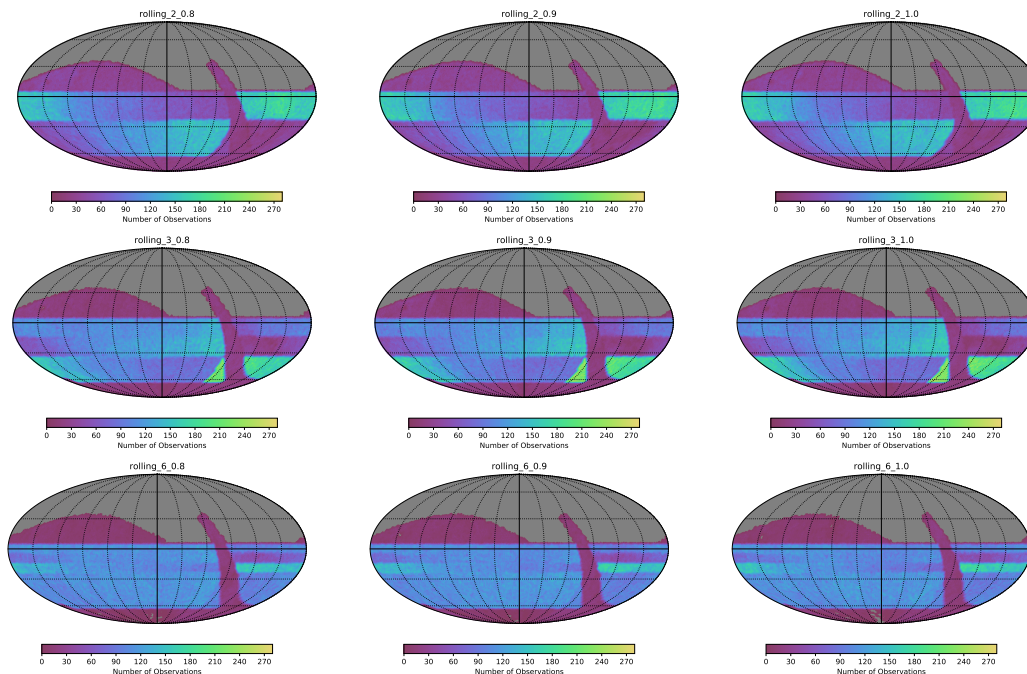 rolling_2_0.8 rolling_2_0.9 rolling_2_1.0
0 30 60 90 120 150 180 210 240 270 0 30 60 90 120 150 180 210 240 270 0 30 60 90 120 150 180 210 240 270
Number of Observations Number of Observations Number of Observations
rolling_3_0.8 rolling_3_0.9 rolling_3_1.0
0 30 60 90 120 150 180 210 240 270 0 30 60 90 120 150 180 210 240 270 0 30 60 90 120 150 180 210 240 270
Number of Observations Number of Observations Number of Observations
rolling_6_0.8 rolling_6_0.9 rolling_6_1.0
0 30 60 90 120 150 180 210 240 270 0 30 60 90 120 150 180 210 240 270 0 30 60 90 120 150 180 210 240 270
Number of Observations Number of Observations Number of Observations